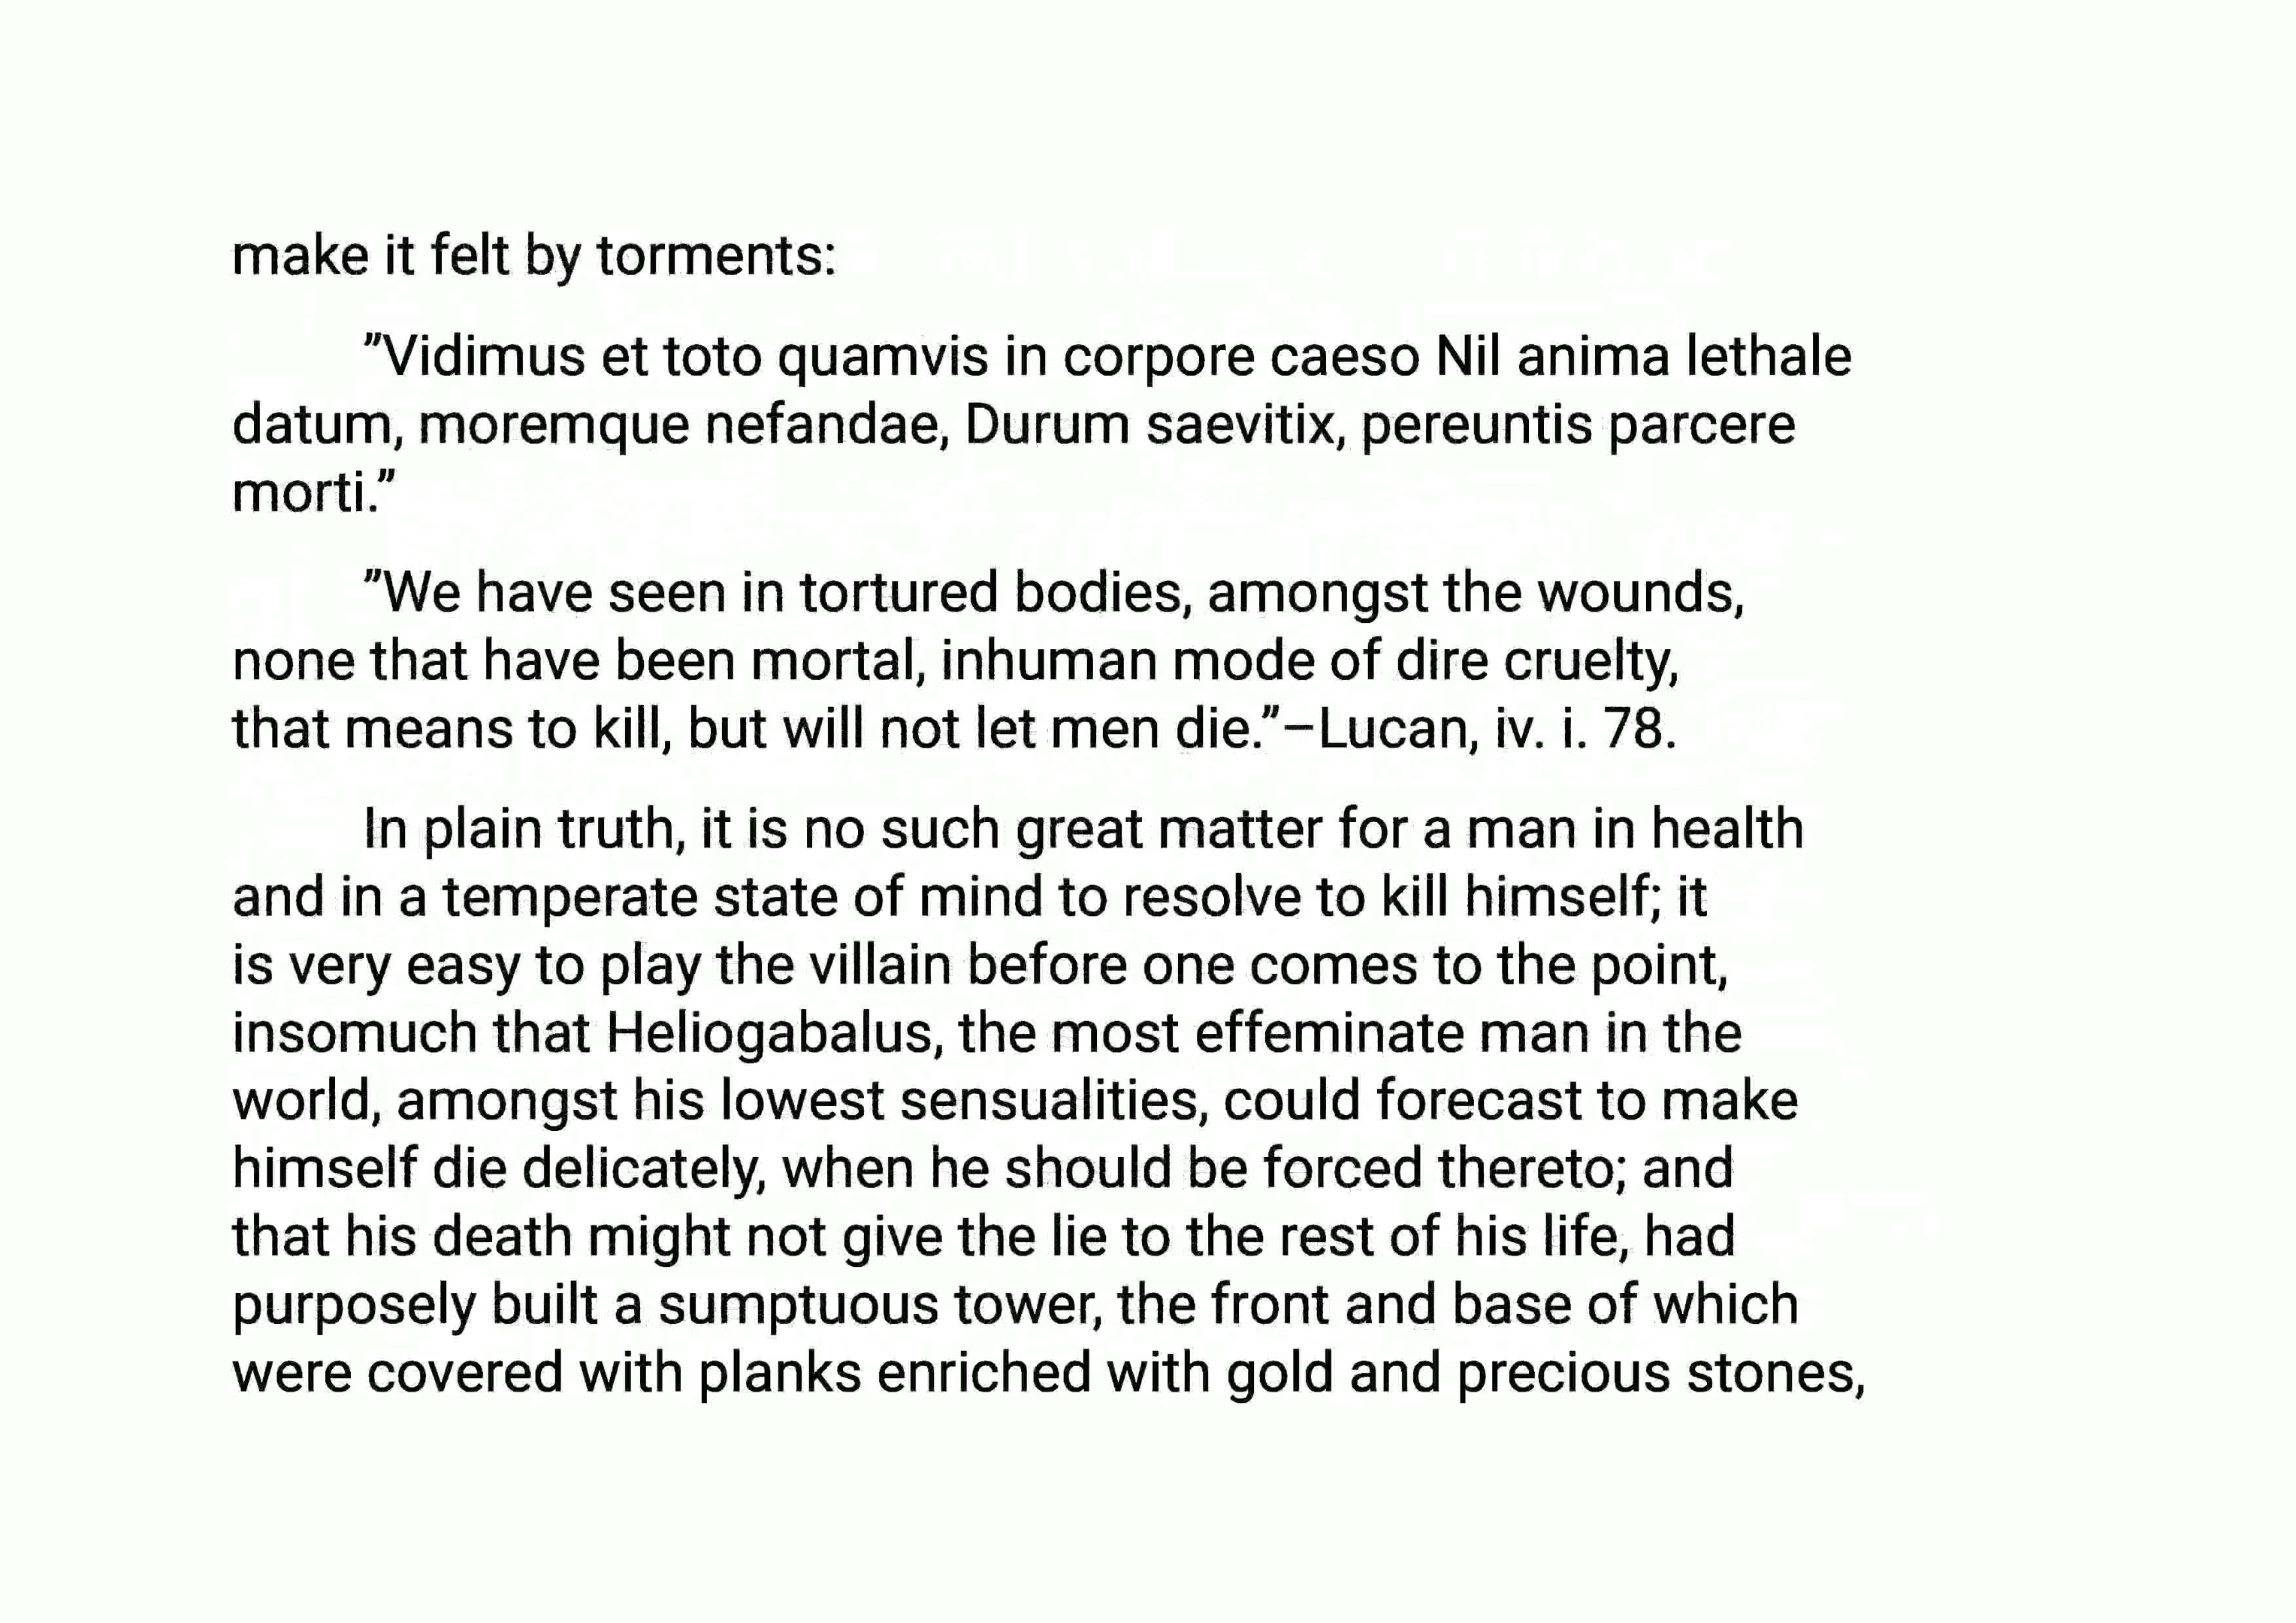 make it felt by torments:
”Vidimus et toto quamvis in corpore caeso Nil anima lethale
datum, moremque nefandae, Durum saevitix, pereuntis parcere
morti.”
”We have seen in tortured bodies, amongst the wounds,
none that have been mortal, inhuman mode of dire cruelty,
that means to kill, but will not let men die.”–Lucan, iv. i. 78.
In plain truth, it is no such great matter for a man in health
and in a temperate state of mind to resolve to kill himself; it
is very easy to play the villain before one comes to the point,
insomuch that Heliogabalus, the most effeminate man in the
world, amongst his lowest sensualities, could forecast to make
himself die delicately, when he should be forced thereto; and
that his death might not give the lie to the rest of his life, had
purposely built a sumptuous tower, the front and base of which
were covered with planks enriched with gold and precious stones,